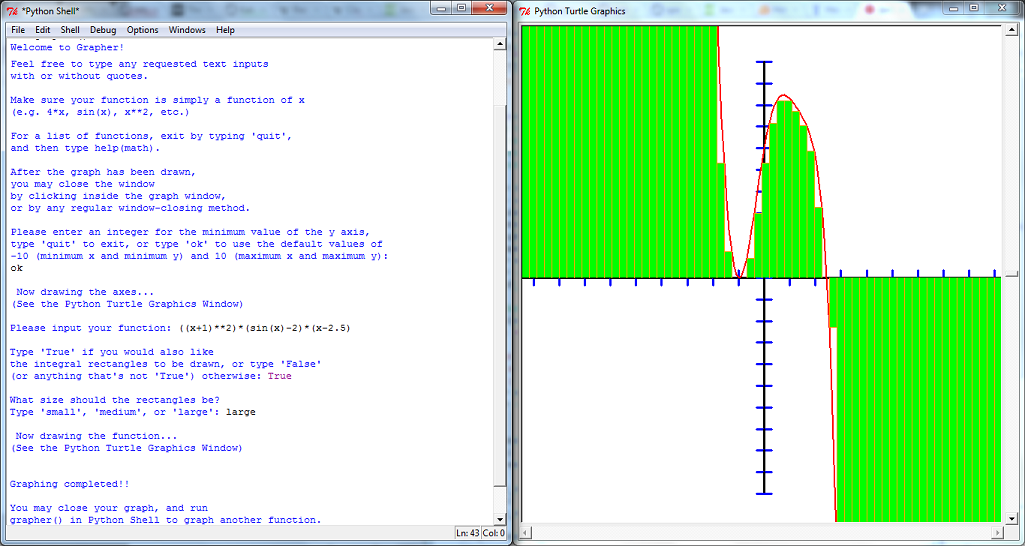 *Python Shell*
File Edit Shell Debug Options Windows Help
Welcome to Grapher!
Feel free to type any requested text inputs
with or without quotes.
Make sure your function is simply a function of x
(e.g. 4*x, sin(x), x**2, etc.)
For a list of functions, exit by typing 'quit',
and then type help(math).
After the graph has been drawn,
you may close the window
by clicking inside the graph window,
or by any regular window-closing method.
Please enter an integer for the minimum value of the y axis,
type 'quit' to exit, or type 'ok' to use the default values of
-10 (minimum x and minimum y) and 10 (maximum x and maximum y):
ok
Now drawing the axes...
(See the Python Turtle Graphics Window)
Please input your function: ((x+1)**2)*(sin(x)-2)*(x-2.5)
Type 'True' if you would also like
the integral rectangles to be drawn, or type 'False'
(or anything that's not 'True') otherwise: True
What size should the rectangles be?
Type 'small', 'medium', or 'large': large
Now drawing the function...
(See the Python Turtle Graphics Window)
Graphing completed!!
You may close your graph, and run
grapher() in Python Shell to graph another function.
Ln: 43 Col: 0
Python Turtle Graphics